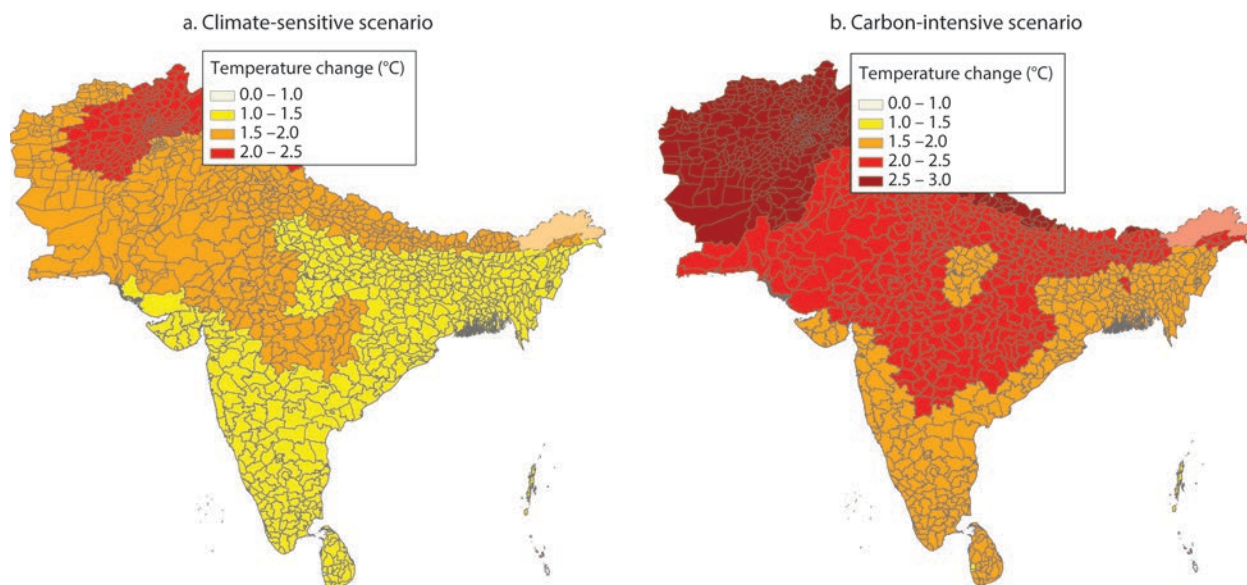 a. Climate-sensitive scenario
Temperature change (°C)
0.0 – 1.0
1.0 – 1.5
1.5 –2.0
2.0 – 2.5
b. Carbon-intensive scenario
Temperature change (°C)
0.0 – 1.0
1.0 – 1.5
1.5 –2.0
2.0 – 2.5
2.5 – 3.0